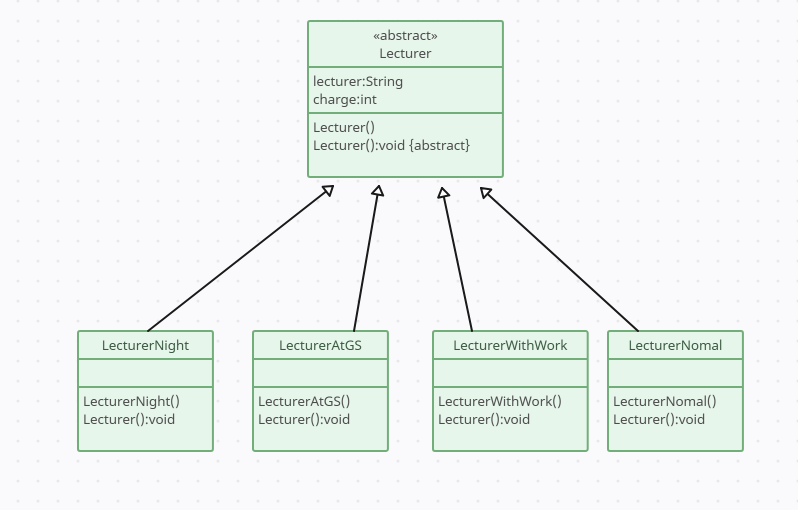 «abstract»
Lecturer
lecturer:String
charge:int
Lecturer()
Lecturer():void {abstract}
LecturerNight
LecturerNight()
Lecturer():void
LecturerAtGS
LecturerAtGS()
Lecturer():void
LecturerWithWork
LecturerWithWork()
Lecturer():void
LecturerNomal
LecturerNomal()
Lecturer():void